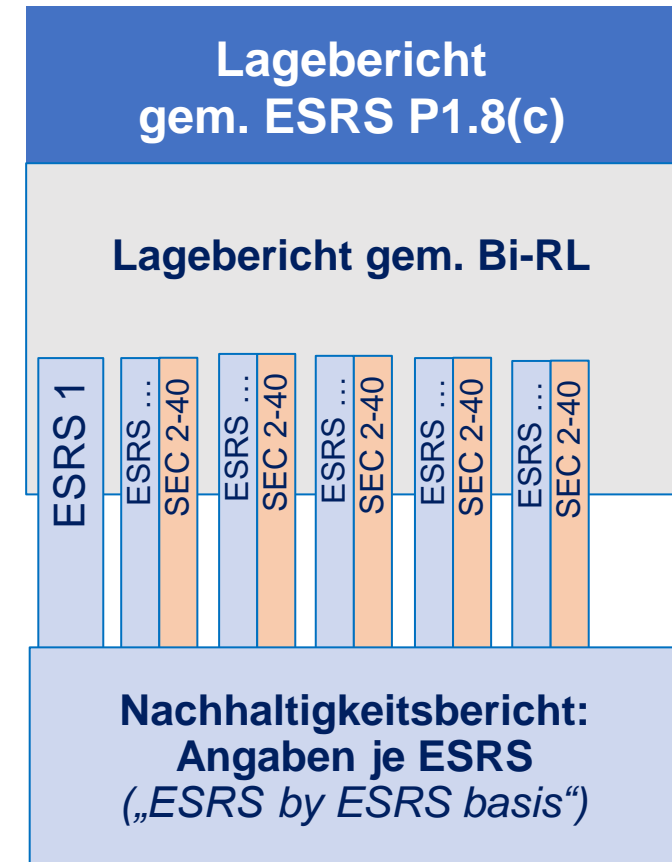 Lagebericht
gem. ESRS P1.8(c)
Lagebericht gem. Bi-RL
ESRS 1
ESRS …
SEC 2-40
ESRS …
SEC 2-40
ESRS …
SEC 2-40
ESRS …
SEC 2-40
ESRS …
SEC 2-40
Nachhaltigkeitsbericht:
Angaben je ESRS
(„ESRS by ESRS basis“)